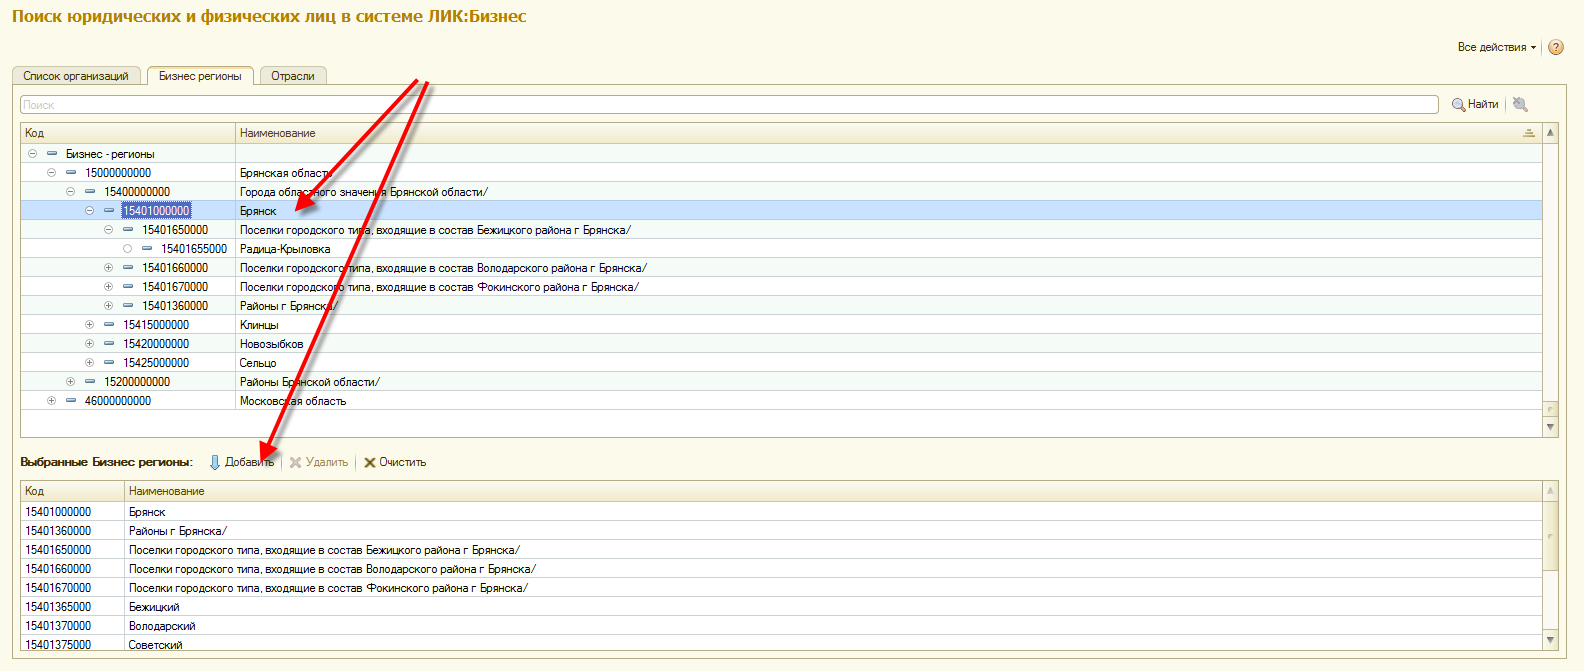 Поиск юридических и физических лиц в системе ЛИК:Бизнес
Все действия
Список организаций Бизнес регионы Отрасли
Поиск Найти
Код Наименование
Бизнес - регионы
15000000000 Брянская область
15400000000 Города областного значения Брянской области/
15401000000 Брянск
15401650000 Поселки городского типа, входящие в состав Бежицкого района г Брянска/
15401655000 Радица-Крыловка
15401660000 Поселки городского типа, входящие в состав Володарского района г Брянска/
15401670000 Поселки городского типа, входящие в состав Фокинского района г Брянска/
15401360000 Районы г Брянска/
15415000000 Клинцы
15420000000 Новозыбков
15425000000 Сельцо
15200000000 Районы Брянской области/
46000000000 Московская область
Выбранные Бизнес регионы: Добавить Удалить Очистить
Код Наименование
15401000000 Брянск
15401360000 Районы г Брянска/
15401650000 Поселки городского типа, входящие в состав Бежицкого района г Брянска/
15401660000 Поселки городского типа, входящие в состав Володарского района г Брянска/
15401670000 Поселки городского типа, входящие в состав Фокинского района г Брянска/
15401365000 Бежицкий
15401370000 Володарский
15401375000 Советский